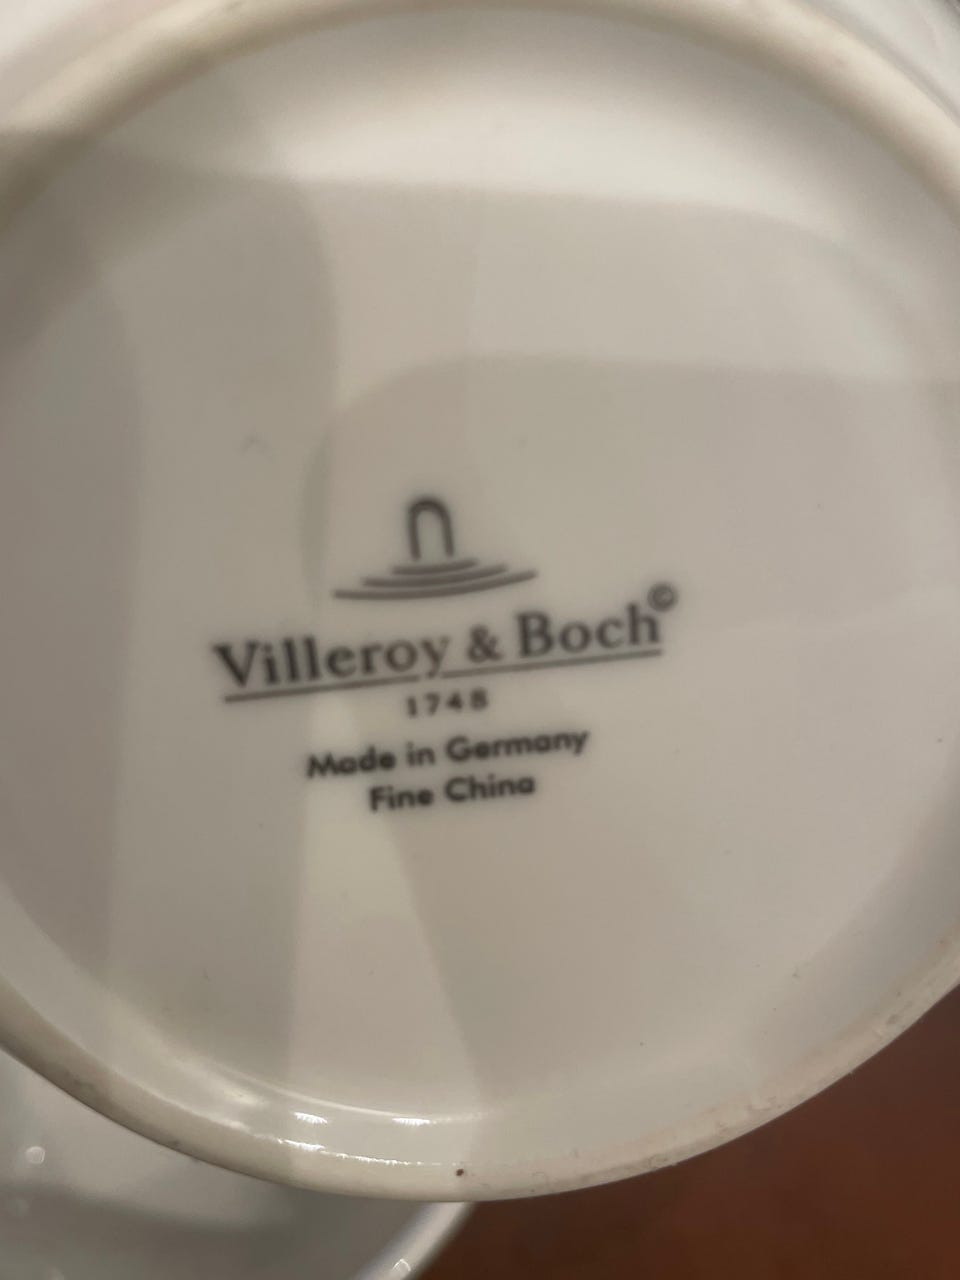 Villeroy & Boch©
1748
Made in Germany
Fine China